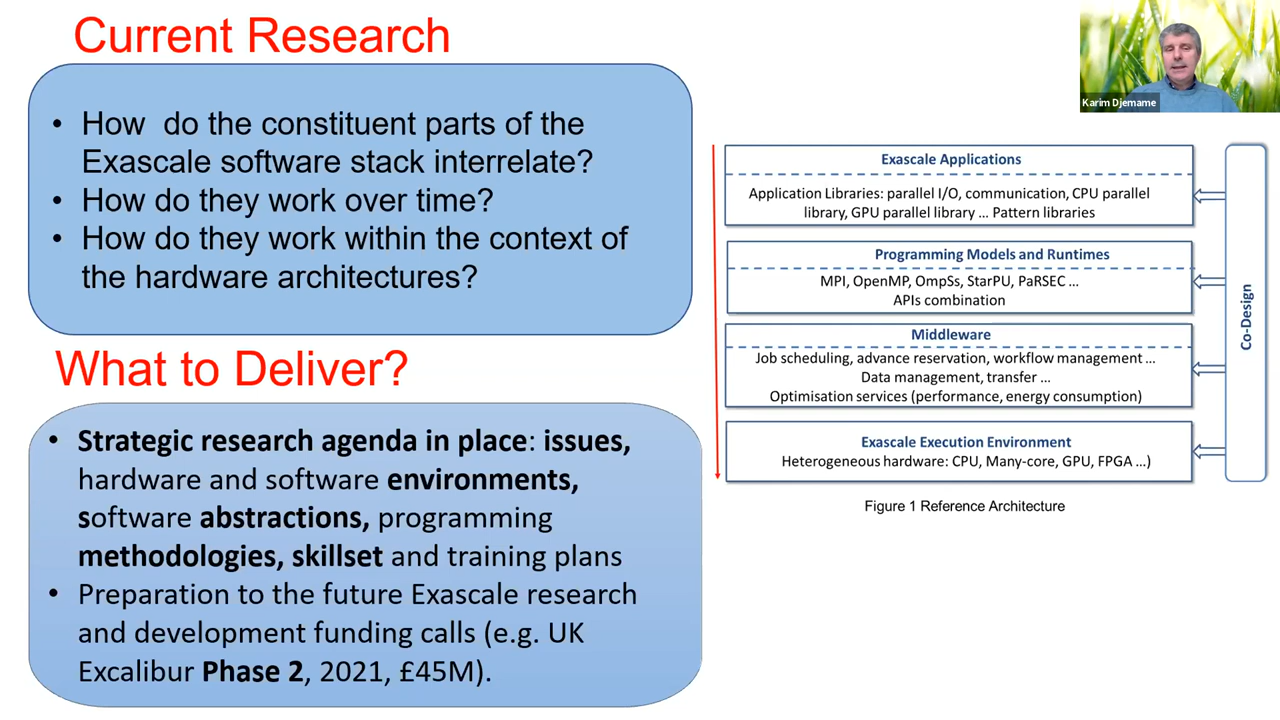 Current Research
• How do the constituent parts of the
Exascale software stack interrelate?
• How do they work over time?
• How do they work within the context of
the hardware architectures?
What to Deliver?
• Strategic research agenda in place: issues,
hardware and software environments,
software abstractions, programming
methodologies, skillset and training plans
• Preparation to the future Exascale research
and development funding calls (e.g. UK
Excalibur Phase 2, 2021, £45M).
Karim Djemame
Exascale Applications
Application Libraries: parallel I/O, communication, CPU parallel
library, GPU parallel library ... Pattern libraries
Programming Models and Runtimes
MPI, OpenMP, OmpSs, StarPU, PaRSEC ...
APIs combination
Middleware
Job scheduling, advance reservation, workflow management ...
Data management, transfer ...
Optimisation services (performance, energy consumption)
Exascale Execution Environment
Heterogeneous hardware: CPU, Many-core, GPU, FPGA ...)
Co-Design
Figure 1 Reference Architecture